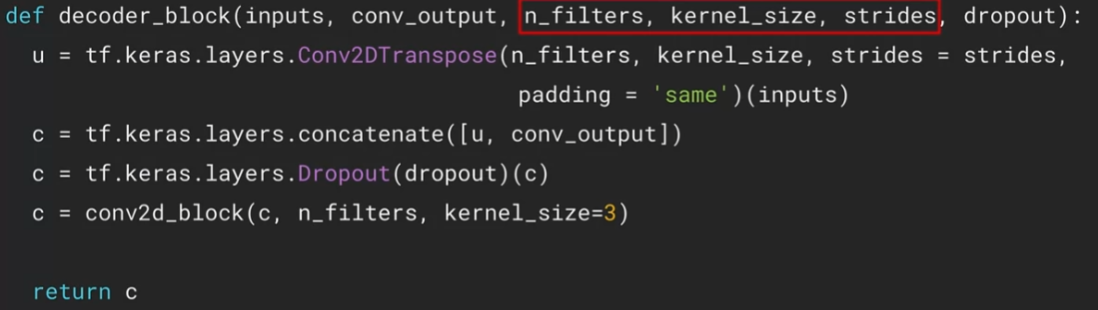 def decoder_block(inputs, conv_output, n_filters, kernel_size, strides, dropout):
u = tf.keras.layers.Conv2DTranspose(n_filters, kernel_size, strides = strides,
padding = 'same')(inputs)
c = tf.keras.layers.concatenate([u, conv_output])
c = tf.keras.layers.Dropout(dropout)(c)
c = conv2d_block(c, n_filters, kernel_size=3)
return c